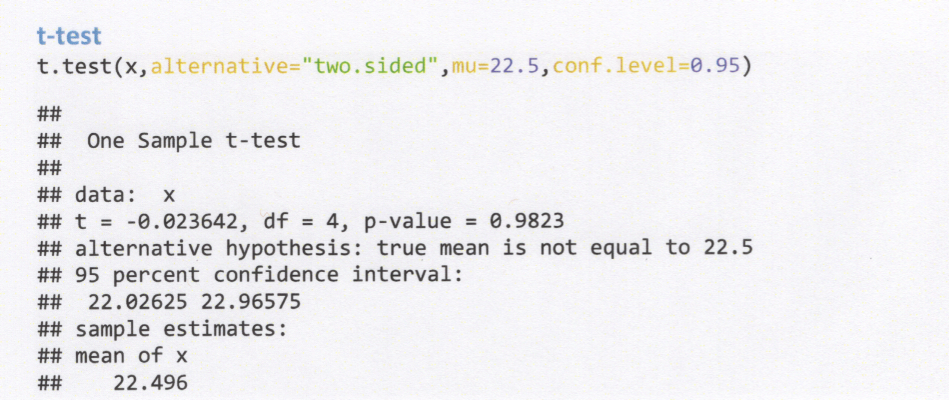 t-test
t.test(x,alternative="two.sided",mu=22.5,conf.level=0.95)
##
##  One Sample t-test
##
## data:  x
## t = -0.023642, df = 4, p-value = 0.9823
## alternative hypothesis: true mean is not equal to 22.5
## 95 percent confidence interval:
##  22.02625 22.96575
## sample estimates:
## mean of x
##    22.496